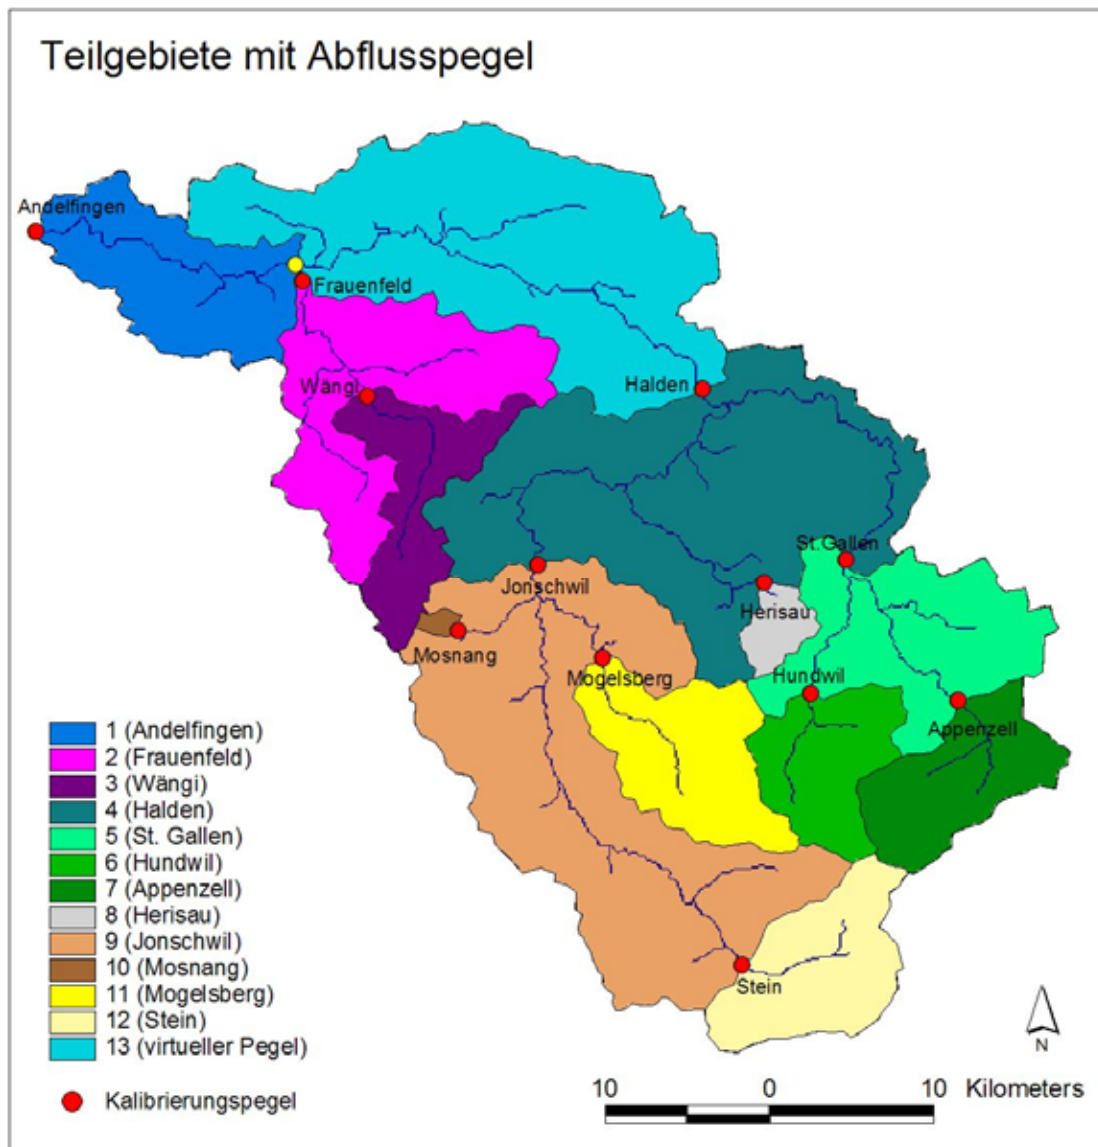 Teilgebiete mit Abflusspegel
Andelfingen
Frauenfeld
Wängi
Halden
St.Gallen
Jonschwil
Herisau
Mosnang
Mogelsberg
Hundwil
Appenzell
Stein
1 (Andelfingen)
2 (Frauenfeld)
3 (Wängi)
4 (Halden)
5 (St. Gallen)
6 (Hundwil)
7 (Appenzell)
8 (Herisau)
9 (Jonschwil)
10 (Mosnang)
11 (Mogelsberg)
12 (Stein)
13 (virtueller Pegel)
Kalibrierungspegel
N
10 0 10 Kilometers